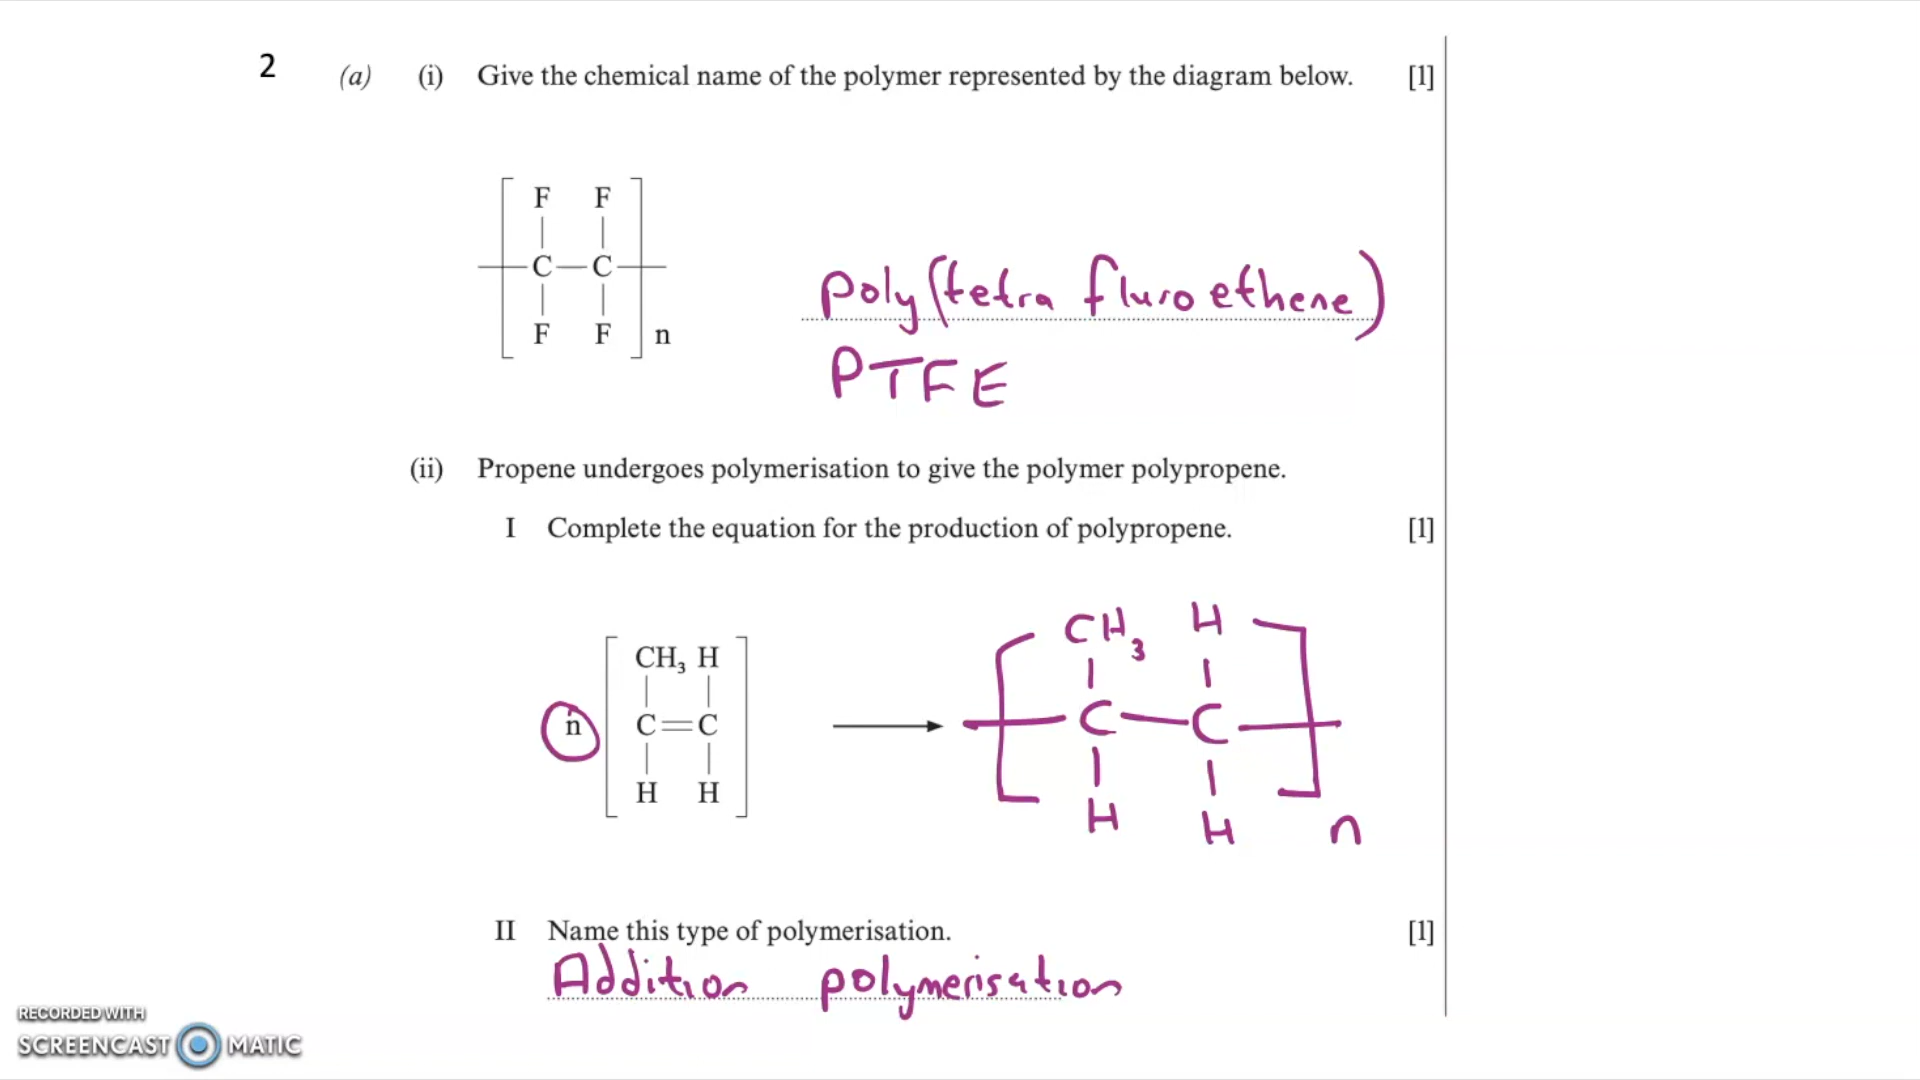 2 (a) (i) Give the chemical name of the polymer represented by the diagram below. [1]
F F
C C
F F n
poly(tetra fluro ethene)
PTFE
(ii) Propene undergoes polymerisation to give the polymer polypropene.
I Complete the equation for the production of polypropene. [1]
CH₃ H
n C=C
H H
CH₃ H
C C
H H n
II Name this type of polymerisation. [1]
Addition polymerisation
RECORDED WITH
SCREENCAST MATIC